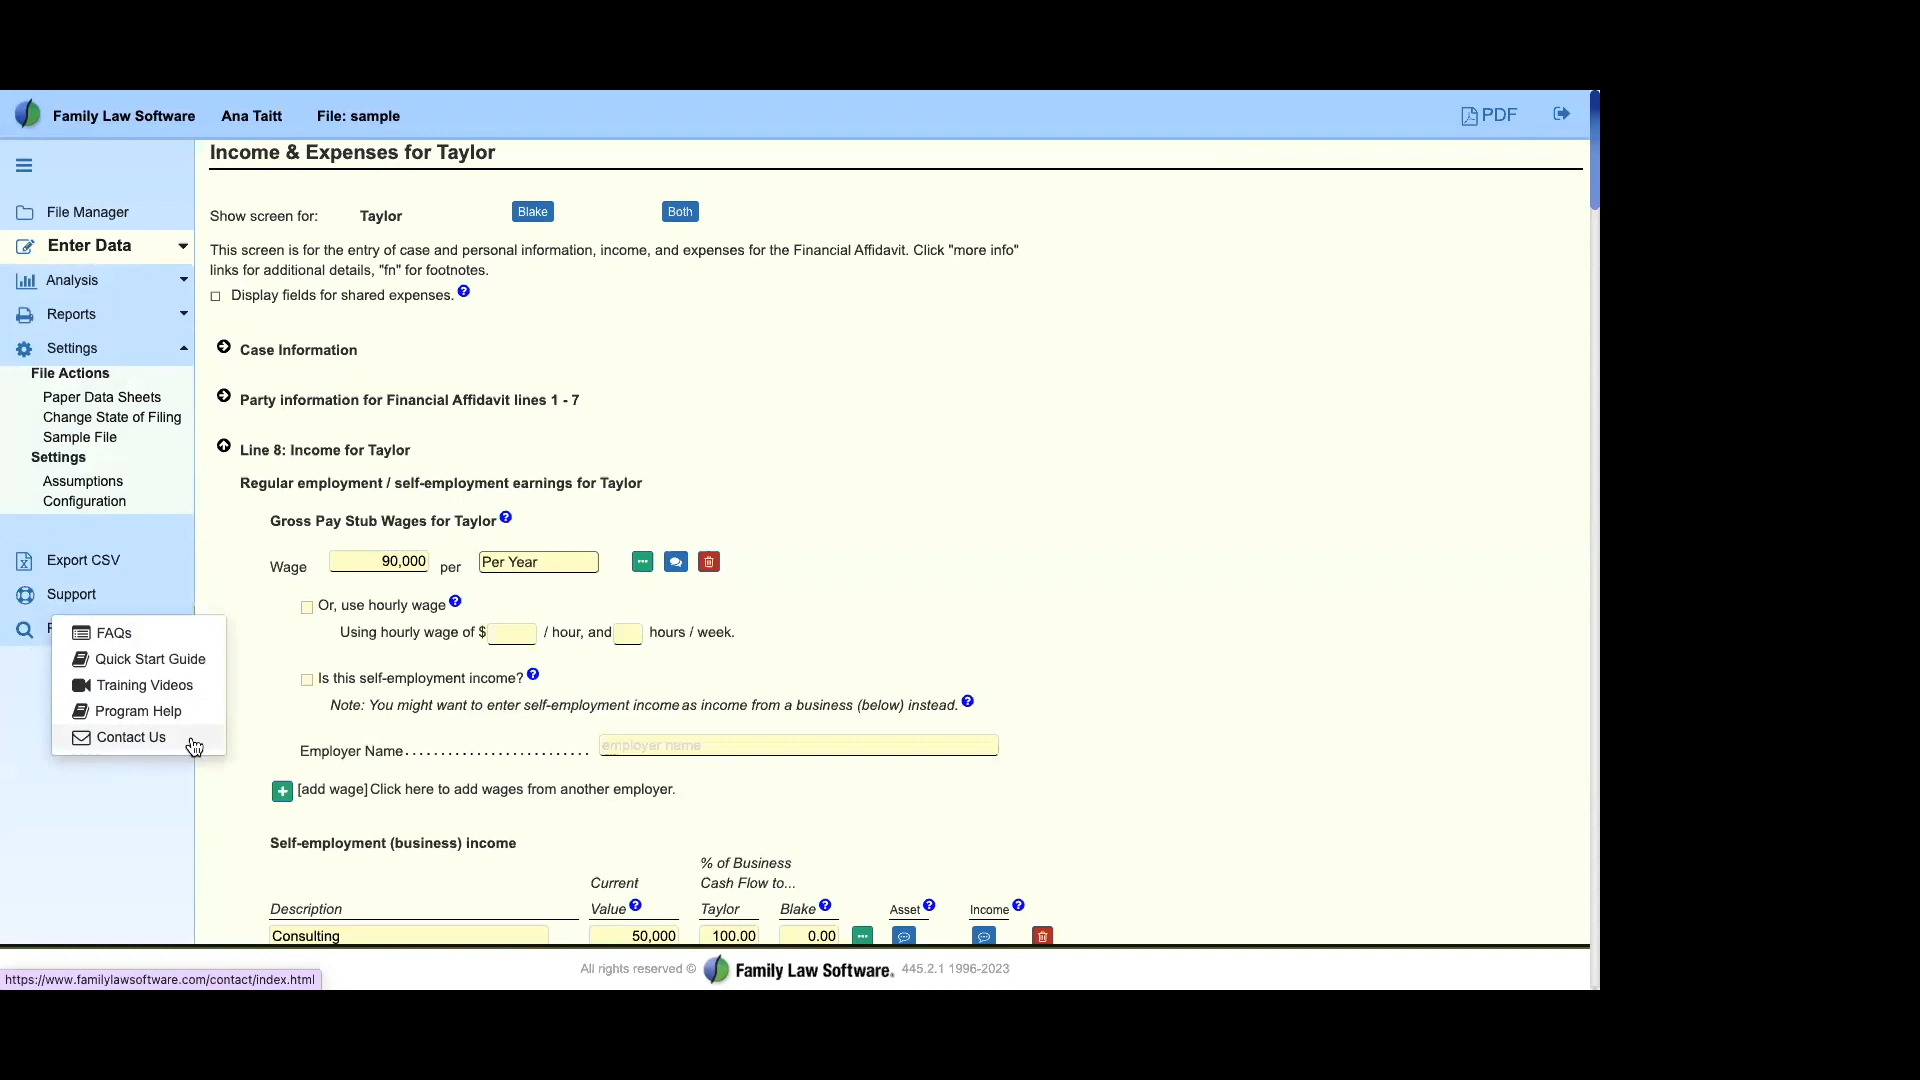 Family Law Software
Ana Taitt
File: sample
PDF
File Manager
Enter Data
Analysis
Reports
Settings
File Actions
Paper Data Sheets
Change State of Filing
Sample File
Settings
Assumptions
Configuration
Export CSV
Support
FAQs
Quick Start Guide
Training Videos
Program Help
Contact Us
Income & Expenses for Taylor
Show screen for: Taylor Blake Both
This screen is for the entry of case and personal information, income, and expenses for the Financial Affidavit. Click "more info"
links for additional details, "fn" for footnotes.
Display fields for shared expenses. ?
Case Information
Party information for Financial Affidavit lines 1 - 7
Line 8: Income for Taylor
Regular employment / self-employment earnings for Taylor
Gross Pay Stub Wages for Taylor ?
Wage 90,000 per Per Year
Or, use hourly wage ?
Using hourly wage of $ / hour, and hours / week.
Is this self-employment income? ?
Note: You might want to enter self-employment income as income from a business (below) instead. ?
Employer Name . . . . . . . . . . . . . . . . . . . . . . . employer name
+ [add wage] Click here to add wages from another employer.
Self-employment (business) income
% of Business
Current Cash Flow to...
Description Value ? Taylor Blake ? Asset ? Income ?
Consulting 50,000 100.00 0.00
All rights reserved © Family Law Software. 445.2.1 1996-2023
https://www.familylawsoftware.com/contact/index.html